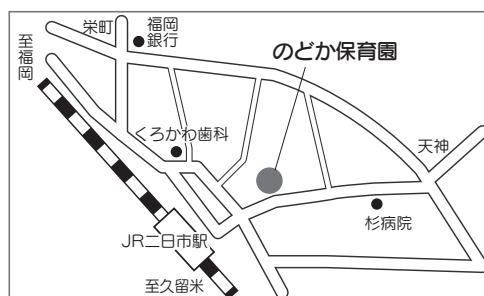 至福岡
栄町
福岡
銀行
のどか保育園
くろかわ歯科
天神
杉病院
JR二日市駅
至久留米